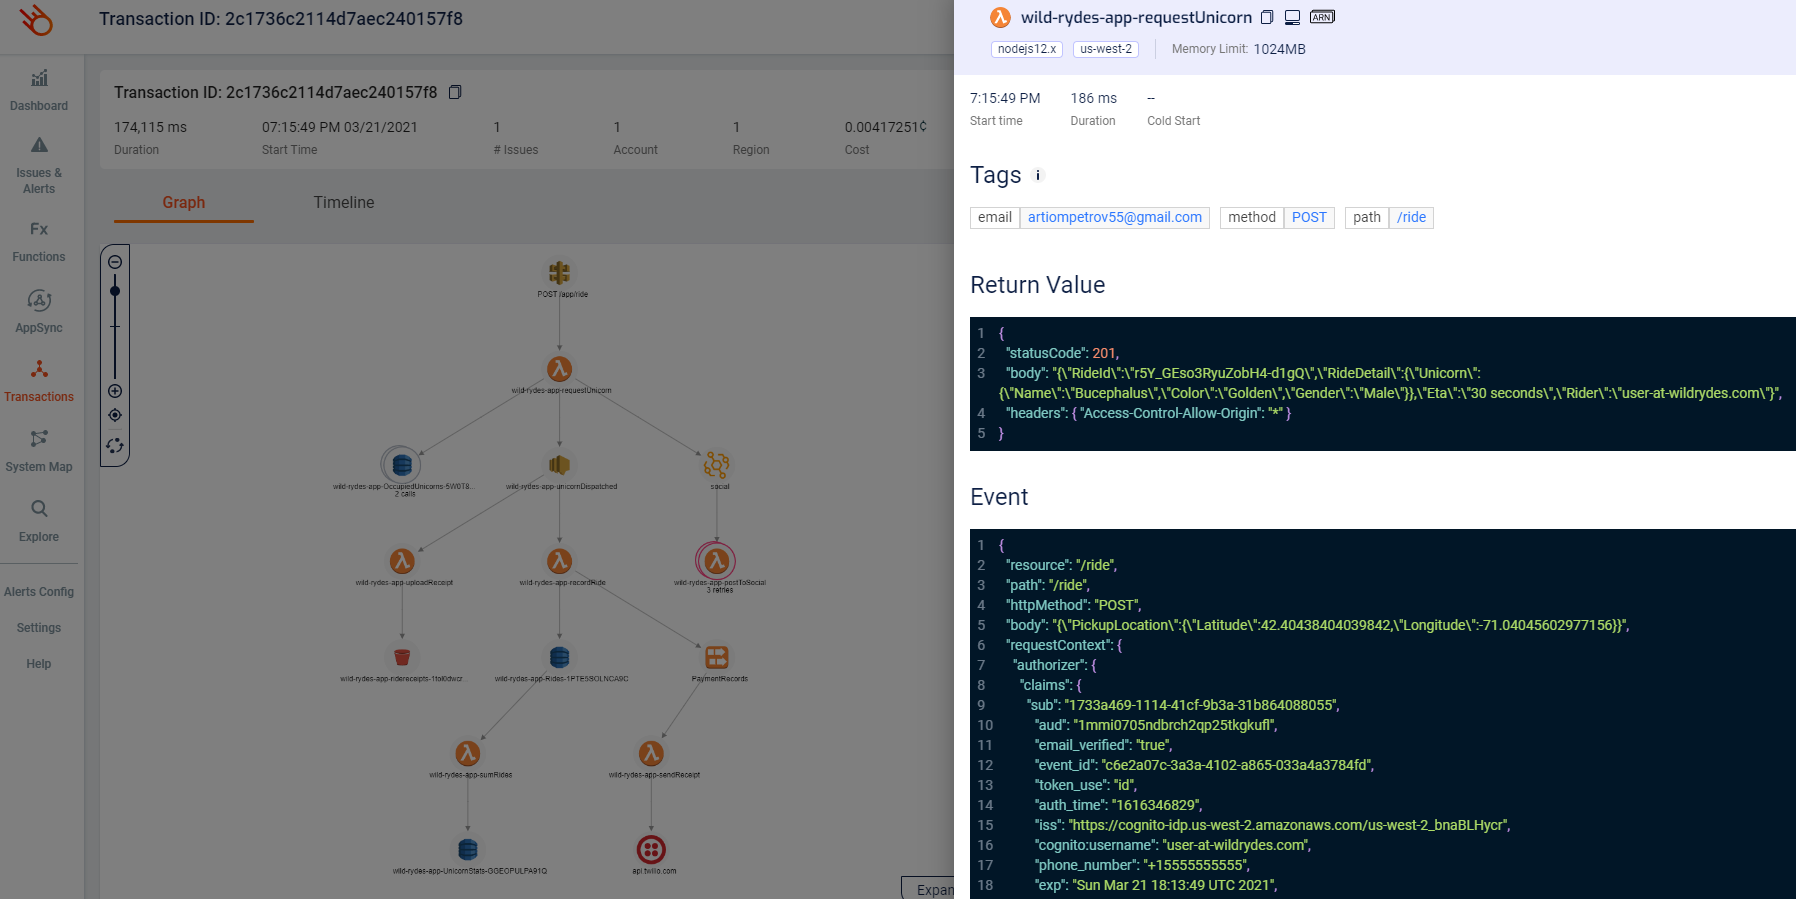 Transaction ID: 2c1736c2114d7aec240157f8
Dashboard
Issues &
Alerts
Fx
Functions
AppSync
Transactions
System Map
Explore
Alerts Config
Settings
Help
Transaction ID: 2c1736c2114d7aec240157f8
174,115 ms
Duration
07:15:49 PM 03/21/2021
Start Time
1
# Issues
1
Account
1
Region
0.00417251¢
Cost
Graph
Timeline
POST /app/ride
wild-rydes-app-requestUnicorn
wild-rydes-app-OccupiedUnicorns-5W0T8...
2 calls
wild-rydes-app-unicornDispatched
social
wild-rydes-app-uploadReceipt
wild-rydes-app-recordRide
wild-rydes-app-postToSocial
3 retries
wild-rydes-app-ridereceipts-1tol0dwcr...
wild-rydes-app-Rides-1PTE5SOLNCA9C
PaymentRecords
wild-rydes-app-sumRides
wild-rydes-app-sendReceipt
wild-rydes-app-UnicornStats-GGEOPULPA91Q
api.twilio.com
Expan
wild-rydes-app-requestUnicorn
ARN
nodejs12.x
us-west-2
Memory Limit: 1024MB
7:15:49 PM
Start time
186 ms
Duration
--
Cold Start
Tags i
email artiompetrov55@gmail.com
method POST
path /ride
Return Value
1 {
2 "statusCode": 201,
3 "body": "{\"RideId\":\"r5Y_GEso3RyuZobH4-d1gQ\",\"RideDetail\":{\"Unicorn\":
{\"Name\":\"Bucephalus\",\"Color\":\"Golden\",\"Gender\":\"Male\"}},\"Eta\":\"30 seconds\",\"Rider\":\"user-at-wildrydes.com\"}",
4 "headers": { "Access-Control-Allow-Origin": "*" }
5 }
Event
1 {
2 "resource": "/ride",
3 "path": "/ride",
4 "httpMethod": "POST",
5 "body": "{\"PickupLocation\":{\"Latitude\":42.40438404039842,\"Longitude\":-71.04045602977156}}",
6 "requestContext": {
7 "authorizer": {
8 "claims": {
9 "sub": "1733a469-1114-41cf-9b3a-31b864088055",
10 "aud": "1mmi0705ndbrch2qp25tkgkufl",
11 "email_verified": "true",
12 "event_id": "c6e2a07c-3a3a-4102-a865-033a4a3784fd",
13 "token_use": "id",
14 "auth_time": "1616346829",
15 "iss": "https://cognito-idp.us-west-2.amazonaws.com/us-west-2_bnaBLHycr",
16 "cognito:username": "user-at-wildrydes.com",
17 "phone_number": "+15555555555",
18 "exp": "Sun Mar 21 18:13:49 UTC 2021",